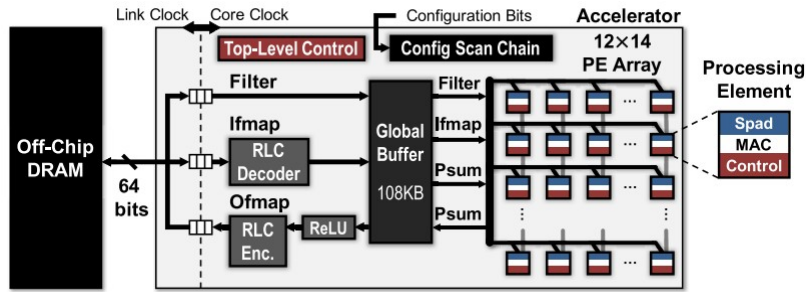 Link Clock
Core Clock
Configuration Bits
Accelerator
Top-Level Control
Config Scan Chain
12×14
PE Array
Processing
Element
Filter
Filter
Ifmap
Ifmap
Global
Buffer
108KB
Off-Chip
DRAM
64
bits
RLC
Decoder
Psum
Ofmap
Psum
RLC
Enc.
ReLU
Spad
MAC
Control
...
...
...
...
...
...